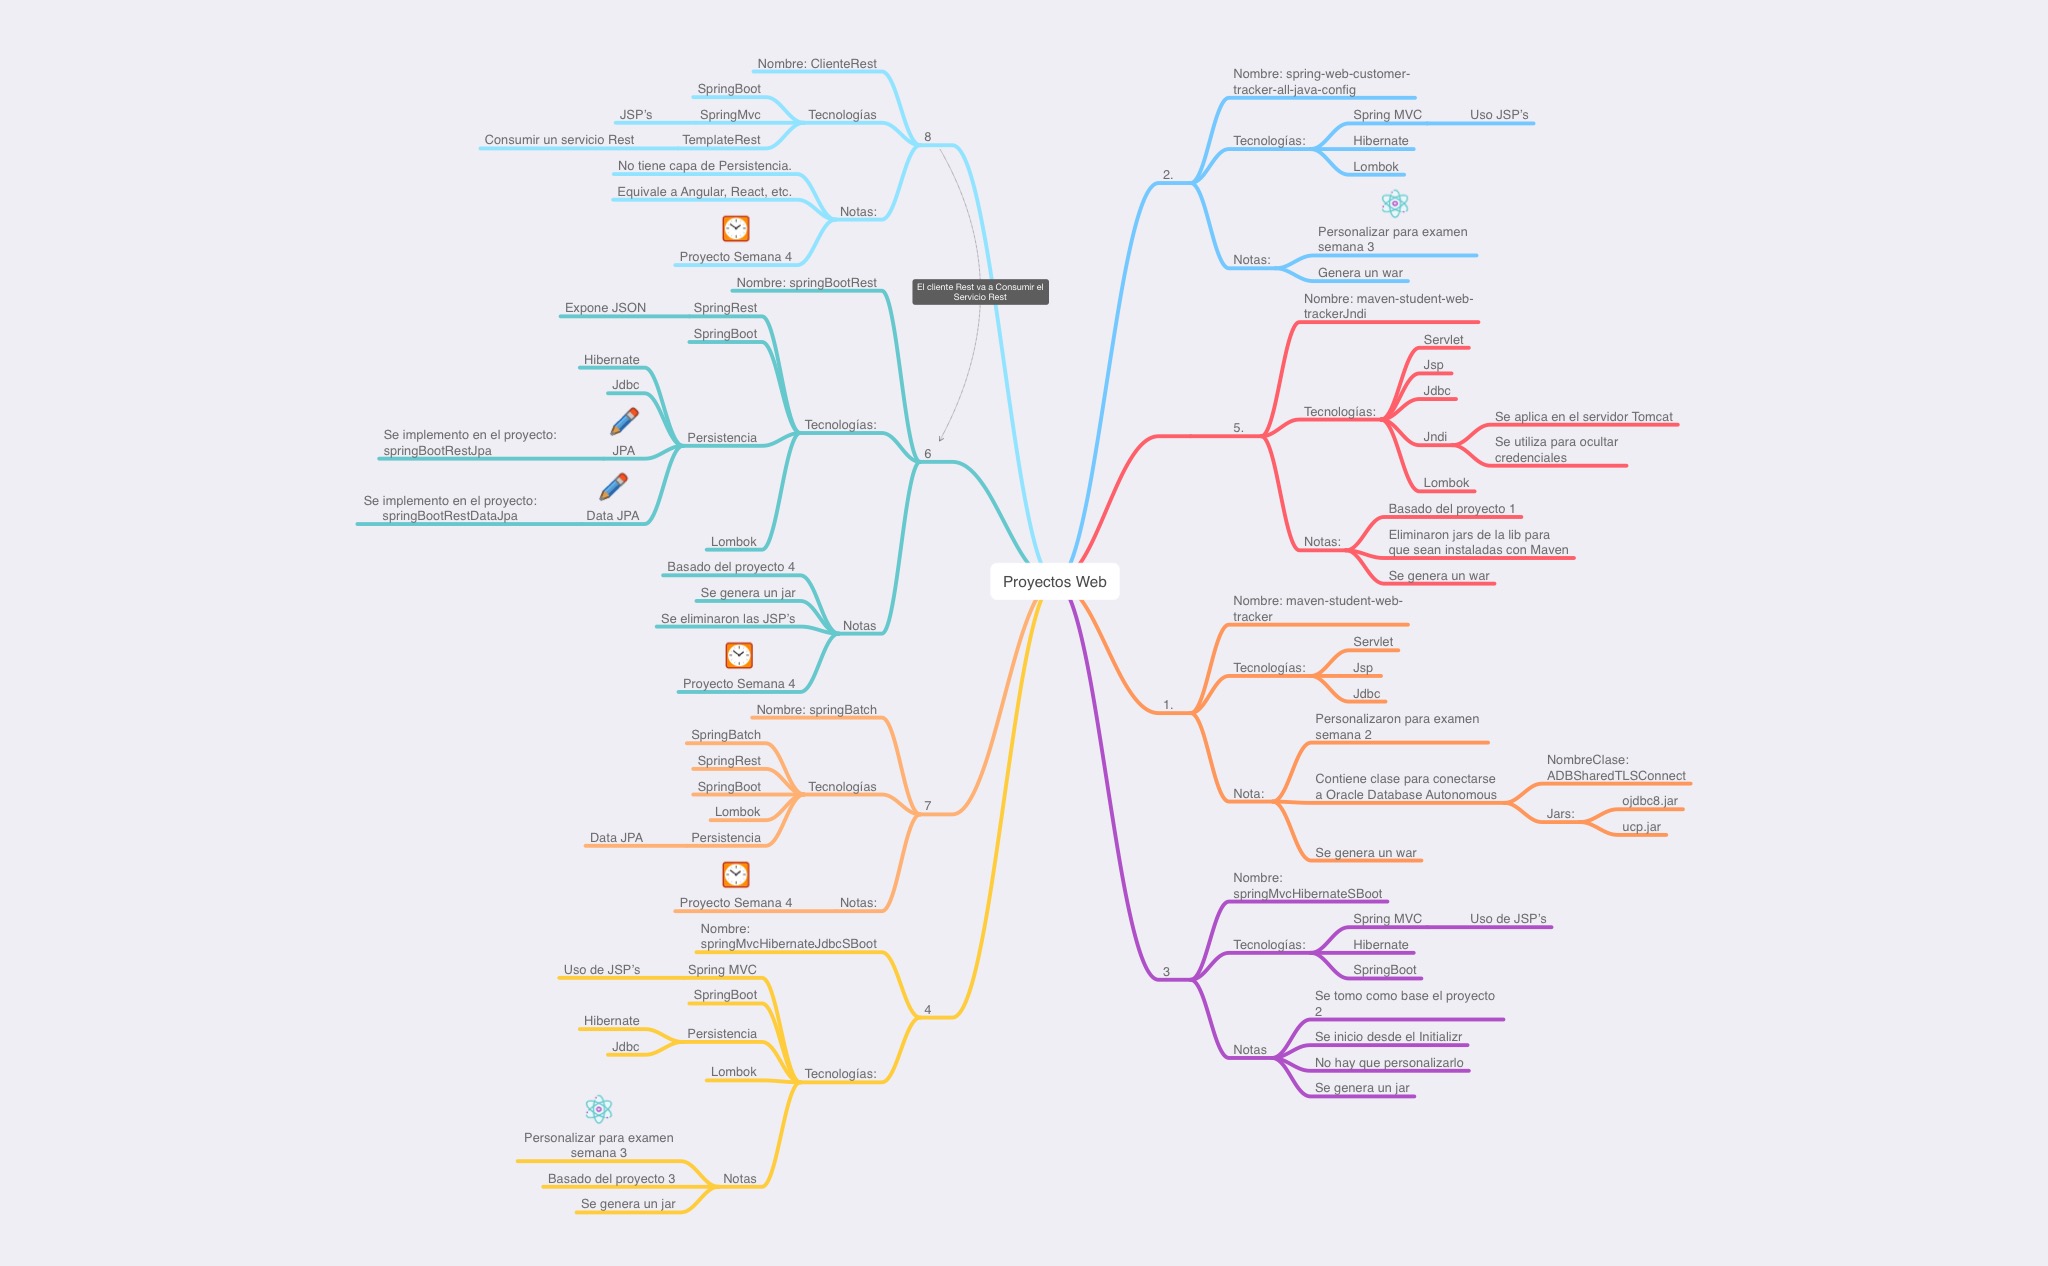 Proyectos Web
Nombre: ClienteRest
SpringBoot
JSP's
SpringMvc
Tecnologías
8
Consumir un servicio Rest
TemplateRest
No tiene capa de Persistencia.
Equivale a Angular, React, etc.
Notas:
Proyecto Semana 4
El cliente Rest va a Consumir el
Servicio Rest
Nombre: springBootRest
Expone JSON
SpringRest
SpringBoot
Hibernate
Jdbc
Tecnologías:
Persistencia
6
Se implemento en el proyecto:
springBootRestJpa
JPA
Se implemento en el proyecto:
springBootRestDataJpa
Data JPA
Lombok
Basado del proyecto 4
Se genera un jar
Se eliminaron las JSP's
Notas
Proyecto Semana 4
Nombre: springBatch
SpringBatch
SpringRest
SpringBoot
Tecnologías
7
Lombok
Data JPA
Persistencia
Proyecto Semana 4
Notas:
Nombre:
springMvcHibernateJdbcSBoot
Uso de JSP's
Spring MVC
SpringBoot
4
Hibernate
Persistencia
Jdbc
Lombok
Tecnologías:
Personalizar para examen
semana 3
Basado del proyecto 3
Notas
Se genera un jar
Nombre: spring-web-customer-
tracker-all-java-config
2.
Tecnologías:
Spring MVC
Uso JSP's
Hibernate
Lombok
Notas:
Personalizar para examen
semana 3
Genera un war
Nombre: maven-student-web-
trackerJndi
5.
Tecnologías:
Servlet
Jsp
Jdbc
Jndi
Se aplica en el servidor Tomcat
Se utiliza para ocultar
credenciales
Lombok
Notas:
Basado del proyecto 1
Eliminaron jars de la lib para
que sean instaladas con Maven
Se genera un war
Nombre: maven-student-web-
tracker
1.
Tecnologías:
Servlet
Jsp
Jdbc
Nota:
Personalizaron para examen
semana 2
Contiene clase para conectarse
a Oracle Database Autonomous
NombreClase:
ADBSharedTLSConnect
Jars:
ojdbc8.jar
ucp.jar
Se genera un war
Nombre:
springMvcHibernateSBoot
3
Tecnologías:
Spring MVC
Uso de JSP's
Hibernate
SpringBoot
Notas
Se tomo como base el proyecto
2
Se inicio desde el Initializr
No hay que personalizarlo
Se genera un jar